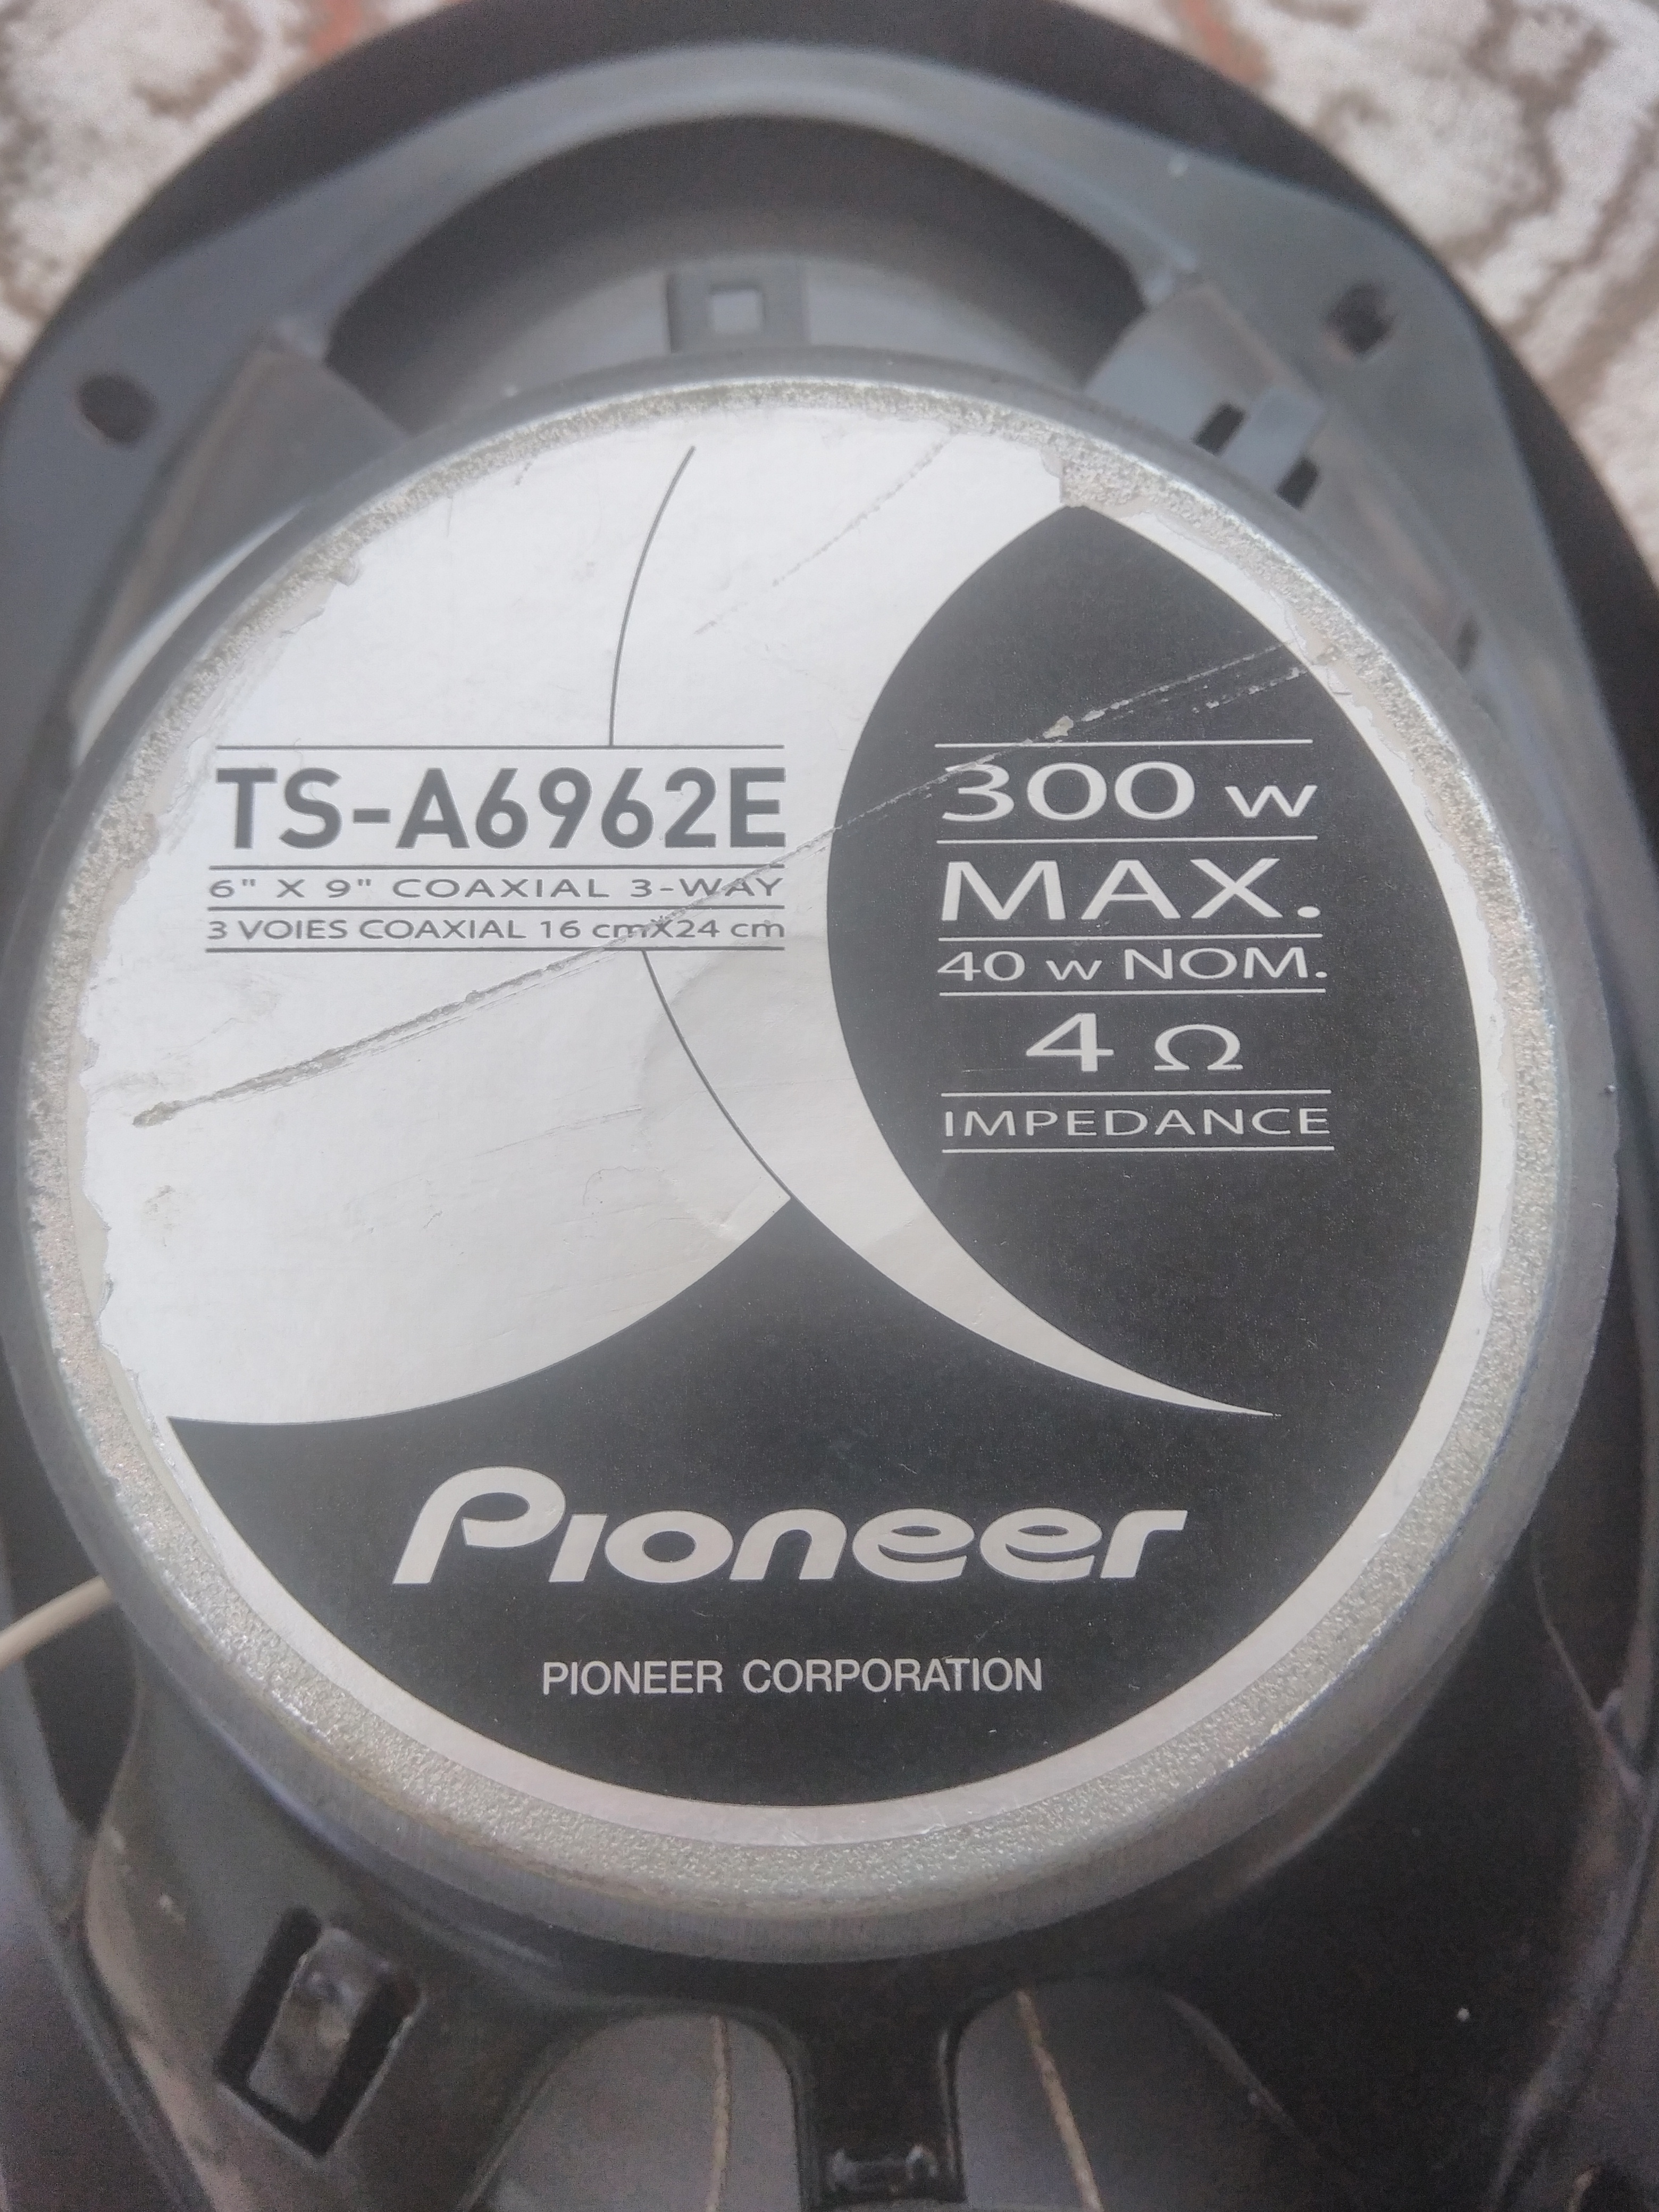 TS-A6962E
6" X 9" COAXIAL 3-WAY
3 VOIES COAXIAL 16 cmX24 cm
300 w
MAX.
40 w NOM.
4 Ω
IMPEDANCE
Pioneer
PIONEER CORPORATION